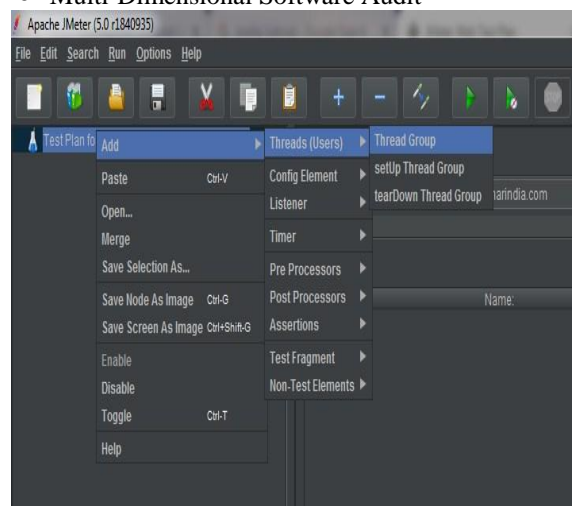 • Multi-Dimensional Software Audit
Apache JMeter (5.0 r1840935)
File Edit Search Run Options Help
Test Plan fo
Add
Paste Ctrl-V
Open...
Merge
Save Selection As...
Save Node As Image Ctrl-G
Save Screen As Image Ctrl+Shift-G
Enable
Disable
Toggle Ctrl-T
Help
Threads (Users)
Config Element
Listener
Timer
Pre Processors
Post Processors
Assertions
Test Fragment
Non-Test Elements
Thread Group
setUp Thread Group
tearDown Thread Group
Name: